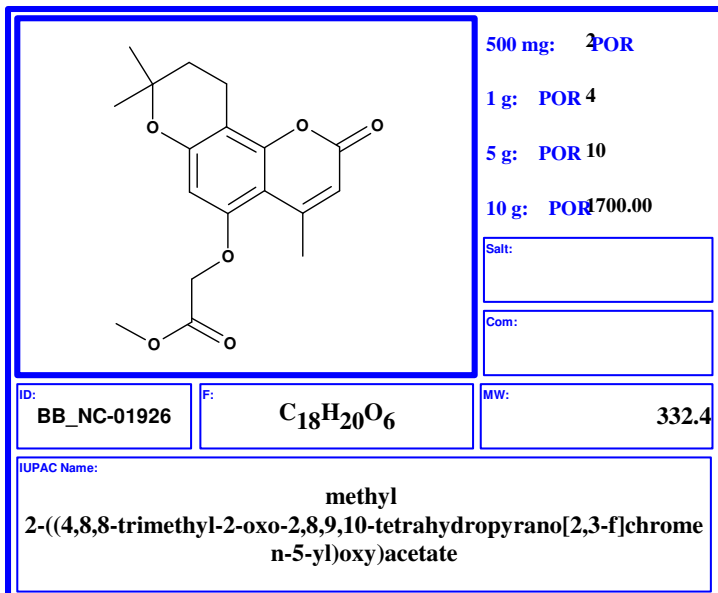 500 mg: 2POR
1 g: POR 4
5 g: POR 10
10 g: POR 1700.00
O
O
O
O
O
O
Salt:
Com:
ID:
BB_NC-01926
F:
C18H20O6
MW:
332.4
IUPAC Name:
methyl
2-((4,8,8-trimethyl-2-oxo-2,8,9,10-tetrahydropyrano[2,3-f]chrome
n-5-yl)oxy)acetate